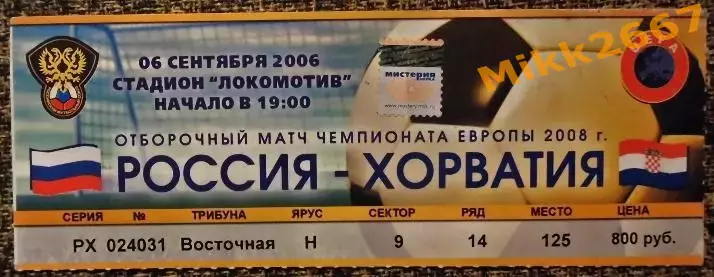 06 СЕНТЯБРЯ 2006
СТАДИОН "ЛОКОМОТИВ"
НАЧАЛО В 19:00
мистерия
Mikk2667
ОТБОРОЧНЫЙ МАТЧ ЧЕМПИОНАТА ЕВРОПЫ 2008 г.
РОССИЯ - ХОРВАТИЯ
СЕРИЯ № ТРИБУНА ЯРУС СЕКТОР РЯД МЕСТО ЦЕНА
РХ 024031 Восточная Н 9 14 125 800 руб.